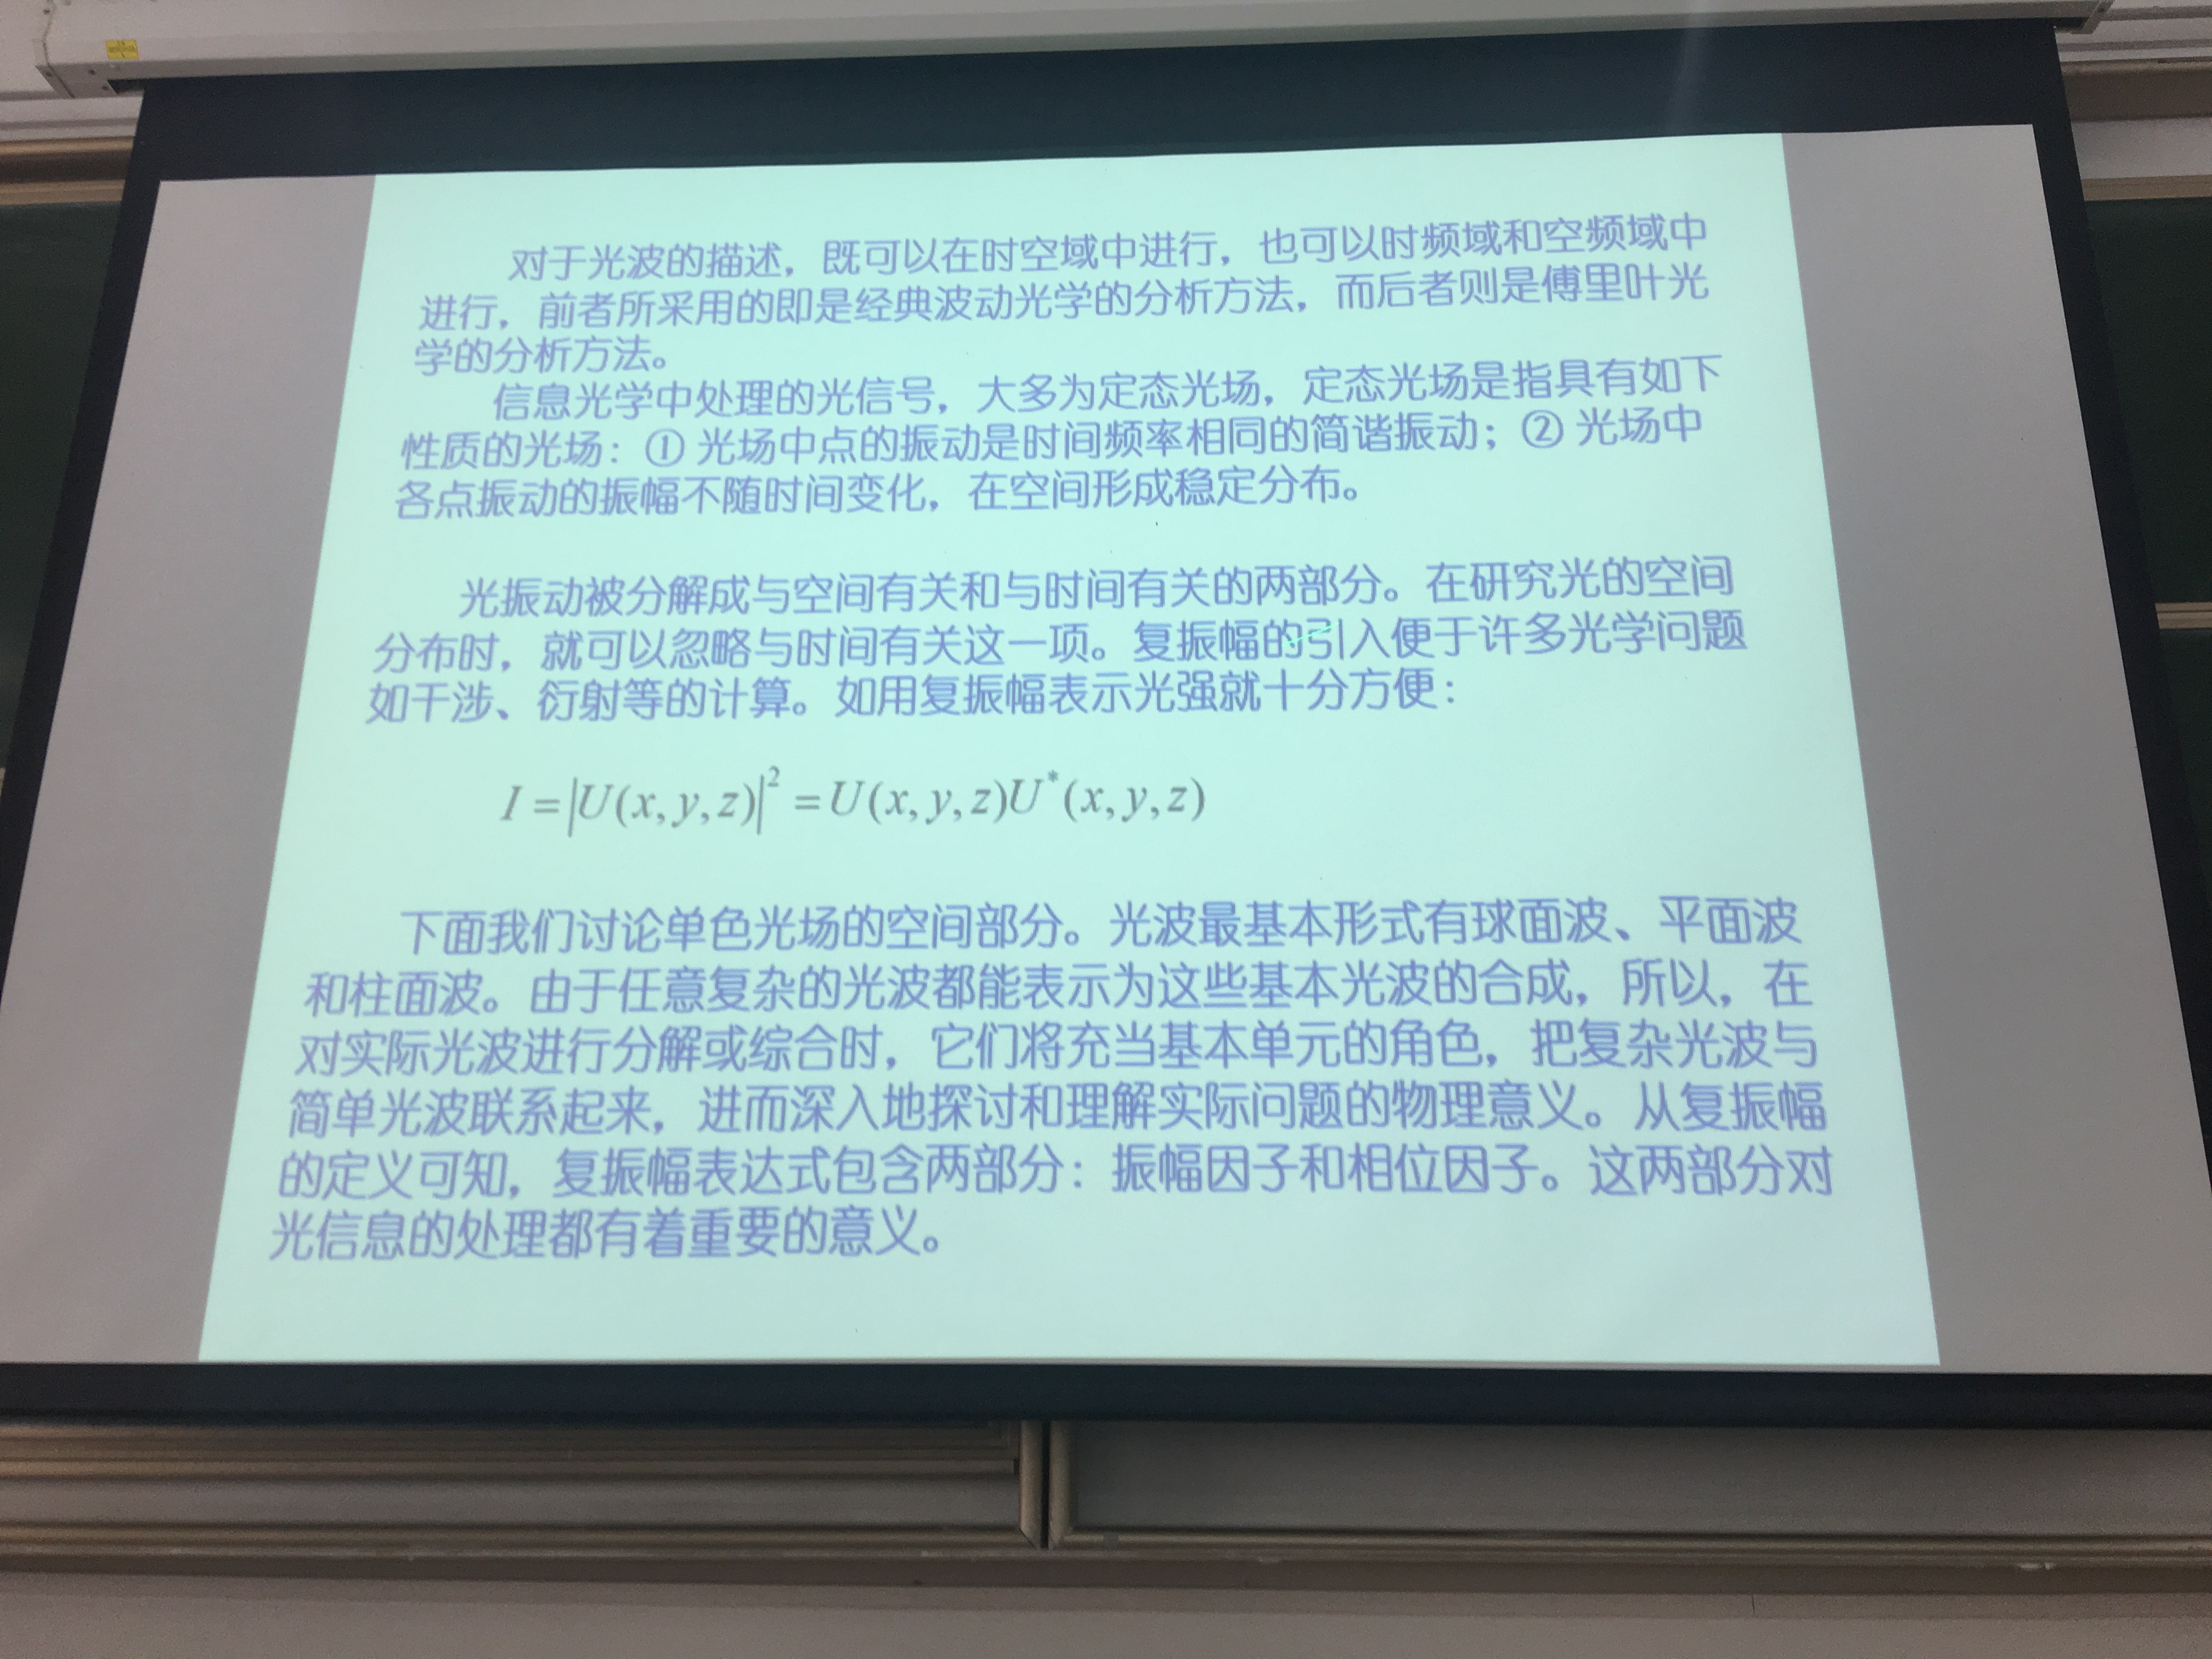 对于光波的描述，既可以在时空域中进行，也可以时频域和空频域中
进行，前者所采用的即是经典波动光学的分析方法，而后者则是傅里叶光
学的分析方法。
信息光学中处理的光信号，大多为定态光场，定态光场是指具有如下
性质的光场：① 光场中点的振动是时间频率相同的简谐振动；② 光场中
各点振动的振幅不随时间变化，在空间形成稳定分布。
光振动被分解成与空间有关和与时间有关的两部分。在研究光的空间
分布时，就可以忽略与时间有关这一项。复振幅的引入便于许多光学问题
如干涉、衍射等的计算。如用复振幅表示光强就十分方便：
I = |U(x, y, z)|² = U(x, y, z)U*(x, y, z)
下面我们讨论单色光场的空间部分。光波最基本形式有球面波、平面波
和柱面波。由于任意复杂的光波都能表示为这些基本光波的合成，所以，在
对实际光波进行分解或综合时，它们将充当基本单元的角色，把复杂光波与
简单光波联系起来，进而深入地探讨和理解实际问题的物理意义。从复振幅
的定义可知，复振幅表达式包含两部分：振幅因子和相位因子。这两部分对
光信息的处理都有着重要的意义。